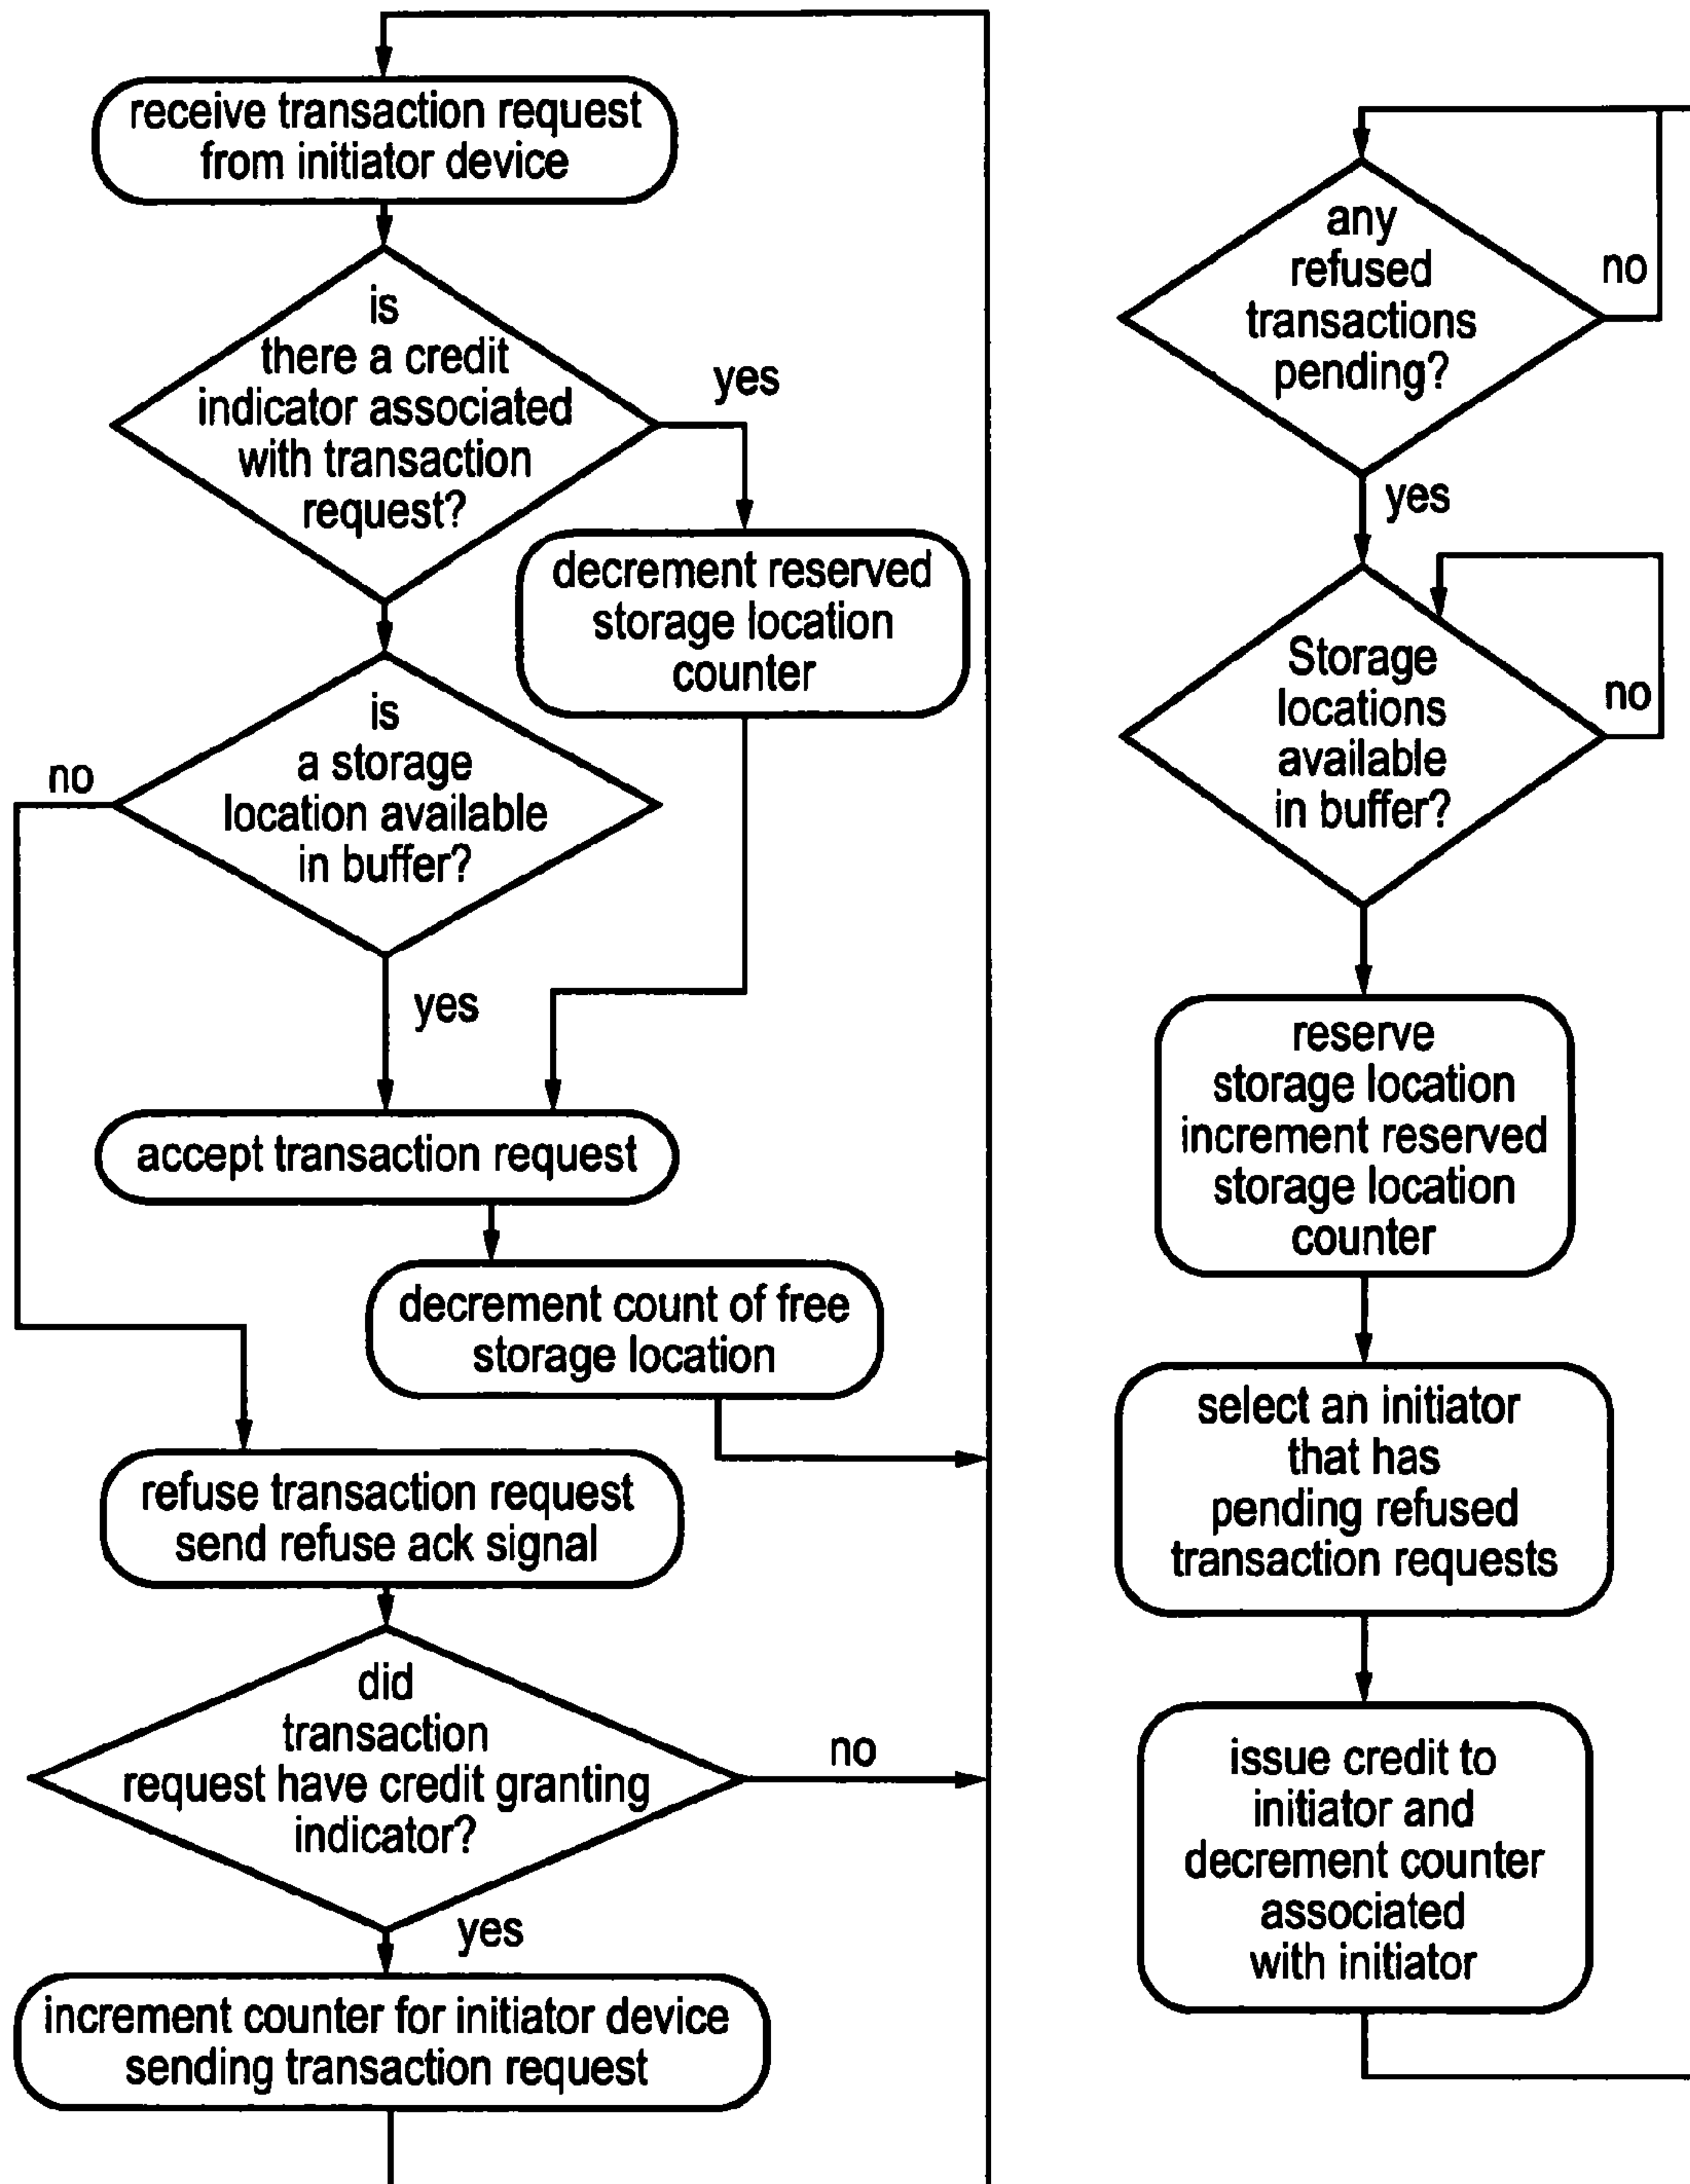 receive transaction request
from initiator device
is
there a credit
indicator associated
with transaction
request?
yes
decrement reserved
storage location
counter
is
a storage
location available
in buffer?
no
yes
accept transaction request
decrement count of free
storage location
refuse transaction request
send refuse ack signal
did
transaction
request have credit granting
indicator?
no
yes
increment counter for initiator device
sending transaction request
any
refused
transactions
pending?
no
yes
Storage
locations
available
in buffer?
no
reserve
storage location
increment reserved
storage location
counter
select an initiator
that has
pending refused
transaction requests
issue credit to
initiator and
decrement counter
associated
with initiator